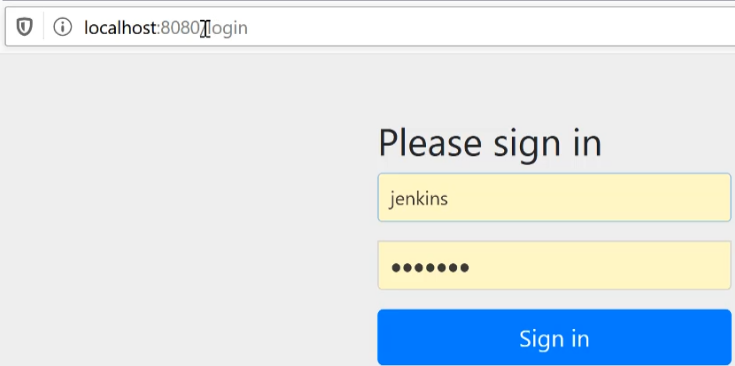 localhost:8080/login
Please sign in
jenkins
•••••••
Sign in